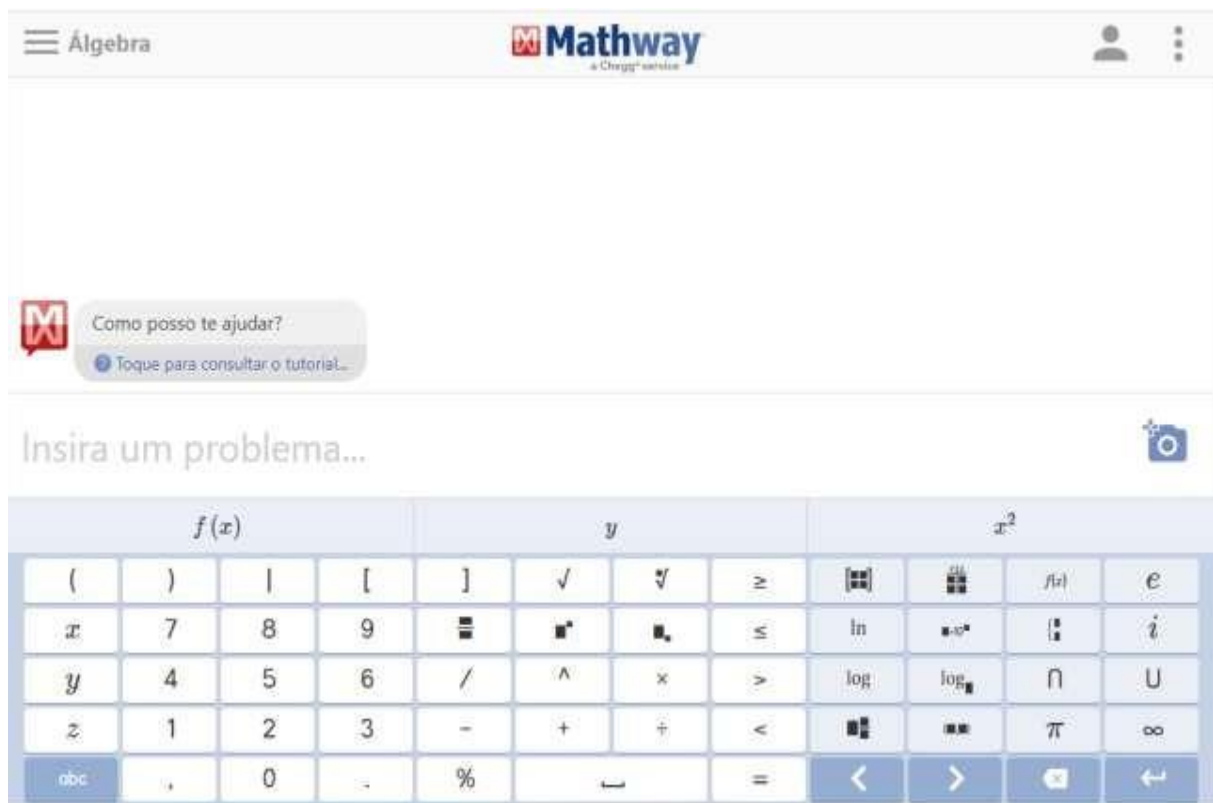 Álgebra
Mathway
a Chegg® service
Como posso te ajudar?
Toque para consultar o tutorial...
Insira um problema...
f(x) y x²
( ) | [ ] √ ∛ ≥ f(x) e
x 7 8 9 ≤ ln i
y 4 5 6 / ^ × > log log ∩ U
z 1 2 3 - + ÷ < π ∞
abc , 0 . % =